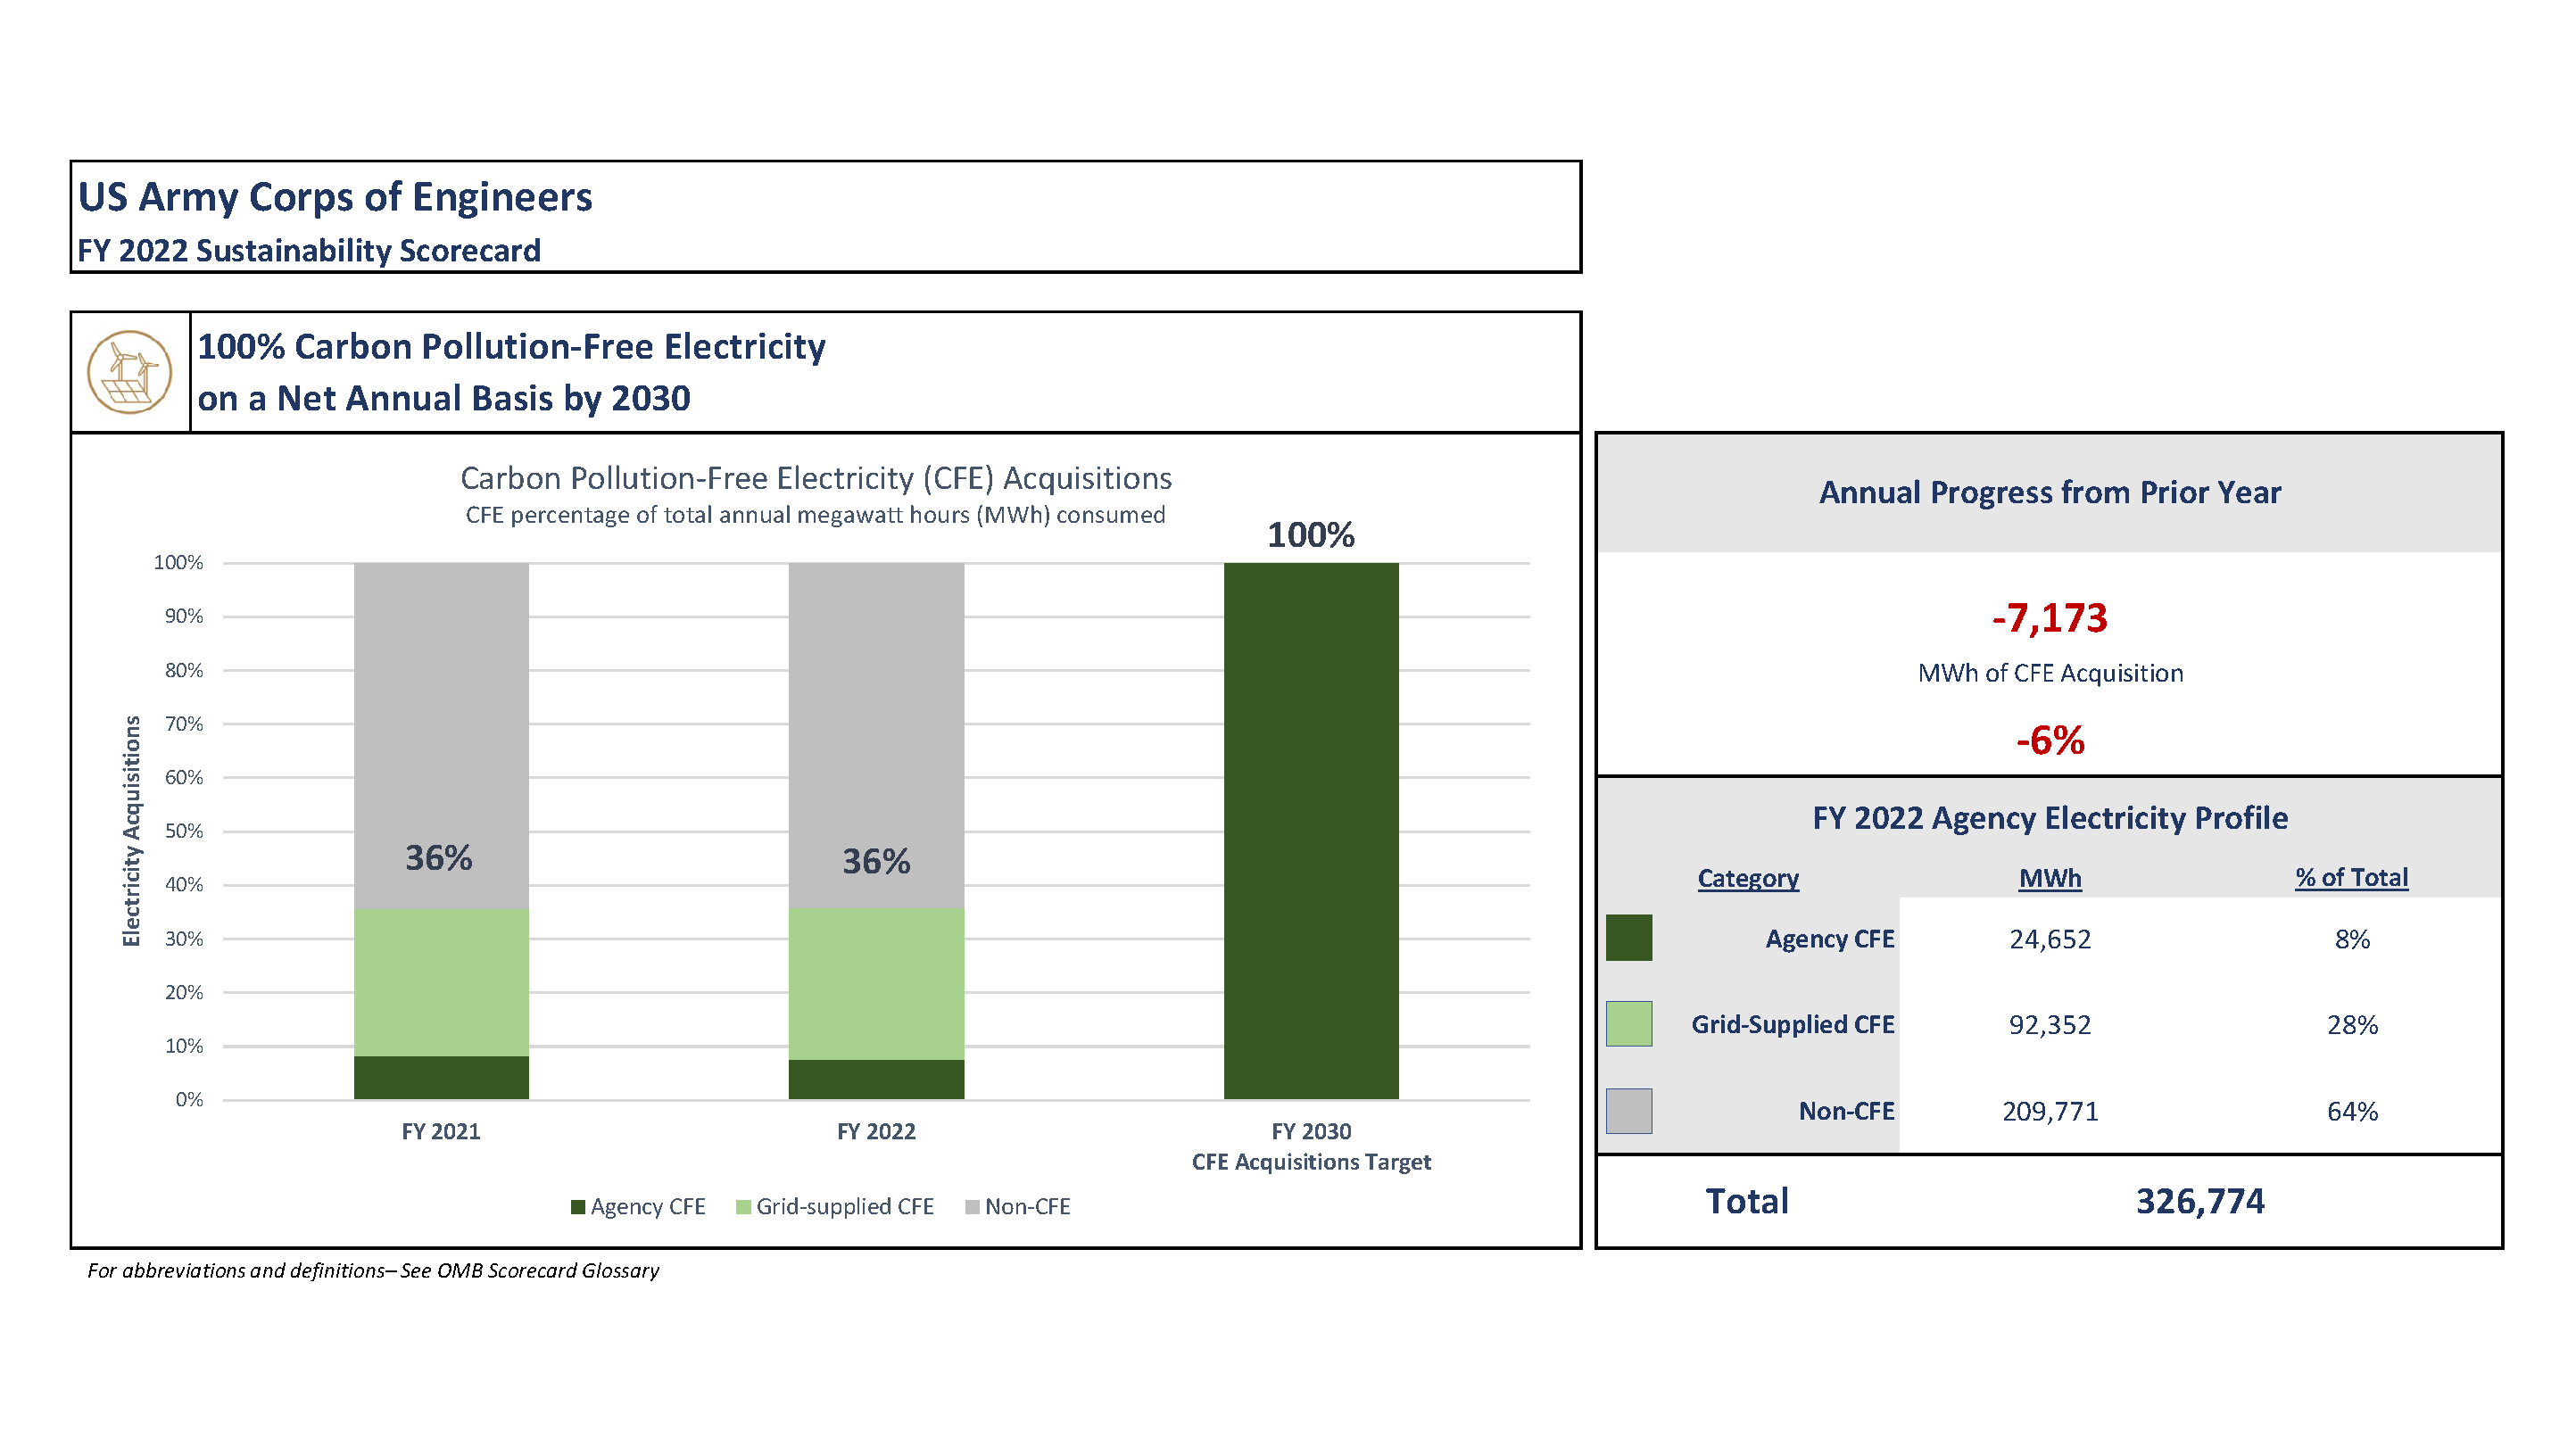 US Army Corps of Engineers
FY 2022 Sustainability Scorecard
100% Carbon Pollution-Free Electricity
on a Net Annual Basis by 2030
Carbon Pollution-Free Electricity (CFE) Acquisitions
CFE percentage of total annual megawatt hours (MWh) consumed
100%
100%
90%
80%
70%
60%
50%
40%
30%
20%
10%
0%
Electricity Acquisitions
36%
36%
FY 2021
FY 2022
FY 2030
CFE Acquisitions Target
Agency CFE
Grid-supplied CFE
Non-CFE
For abbreviations and definitions– See OMB Scorecard Glossary
Annual Progress from Prior Year
-7,173
MWh of CFE Acquisition
-6%
FY 2022 Agency Electricity Profile
Category MWh % of Total
Agency CFE 24,652 8%
Grid-Supplied CFE 92,352 28%
Non-CFE 209,771 64%
Total 326,774